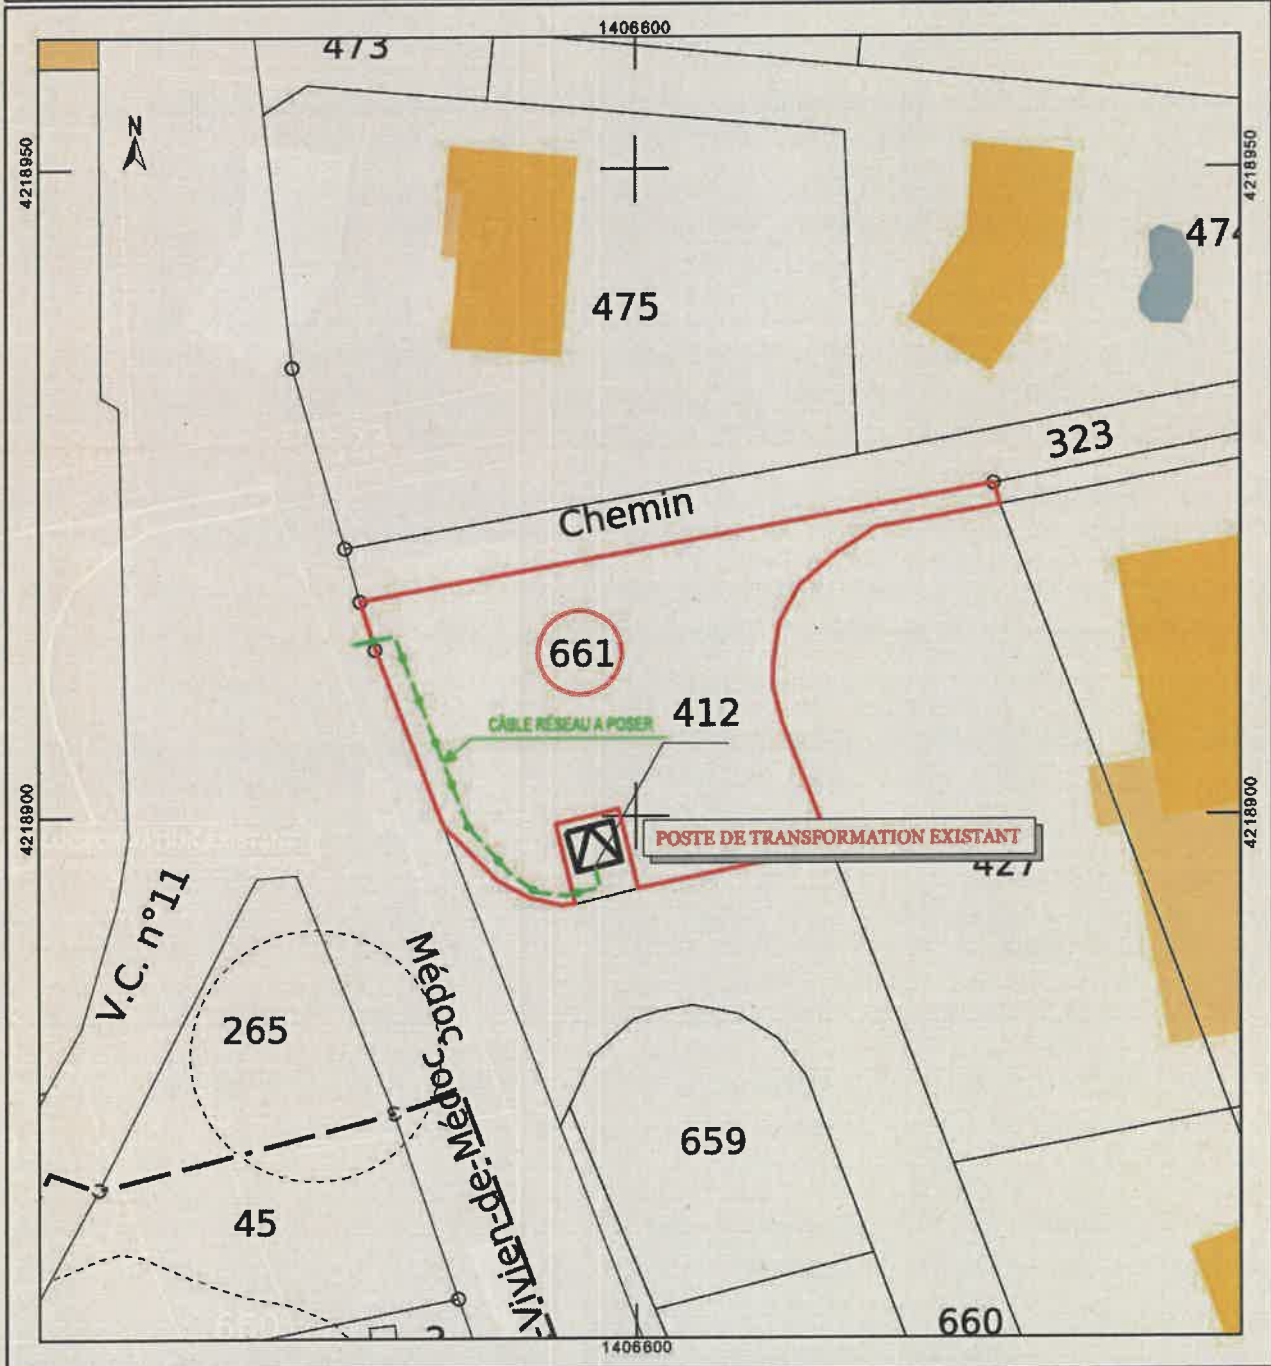 1406600
473
N
4218950
4218950
475
323
Chemin
661
412
CÂBLE RÉSEAU A POSER
4218900
4218900
POSTE DE TRANSFORMATION EXISTANT
427
V.C. n°11
Médoc
265
-Vivien-de-Médoc
659
45
660
1406600